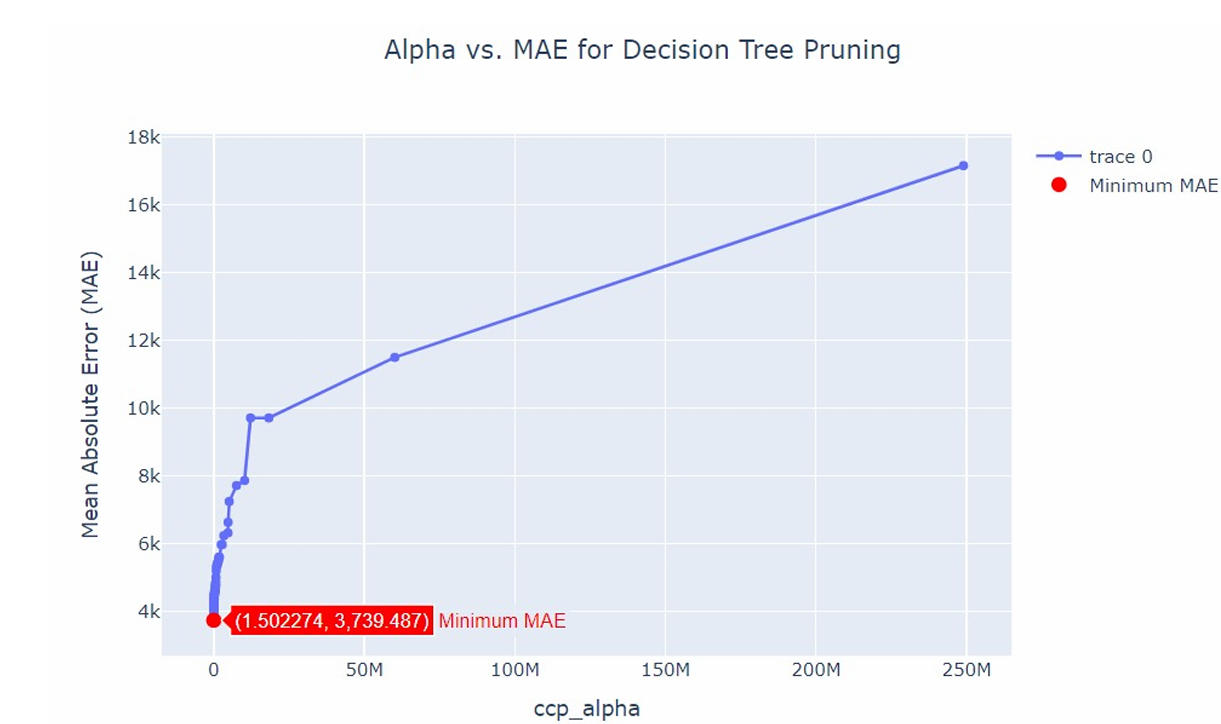 Alpha vs. MAE for Decision Tree Pruning
18k
16k
14k
12k
10k
8k
6k
4k
Mean Absolute Error (MAE)
trace 0
Minimum MAE
(1.502274, 3,739.487) Minimum MAE
0 50M 100M 150M 200M 250M
ccp_alpha